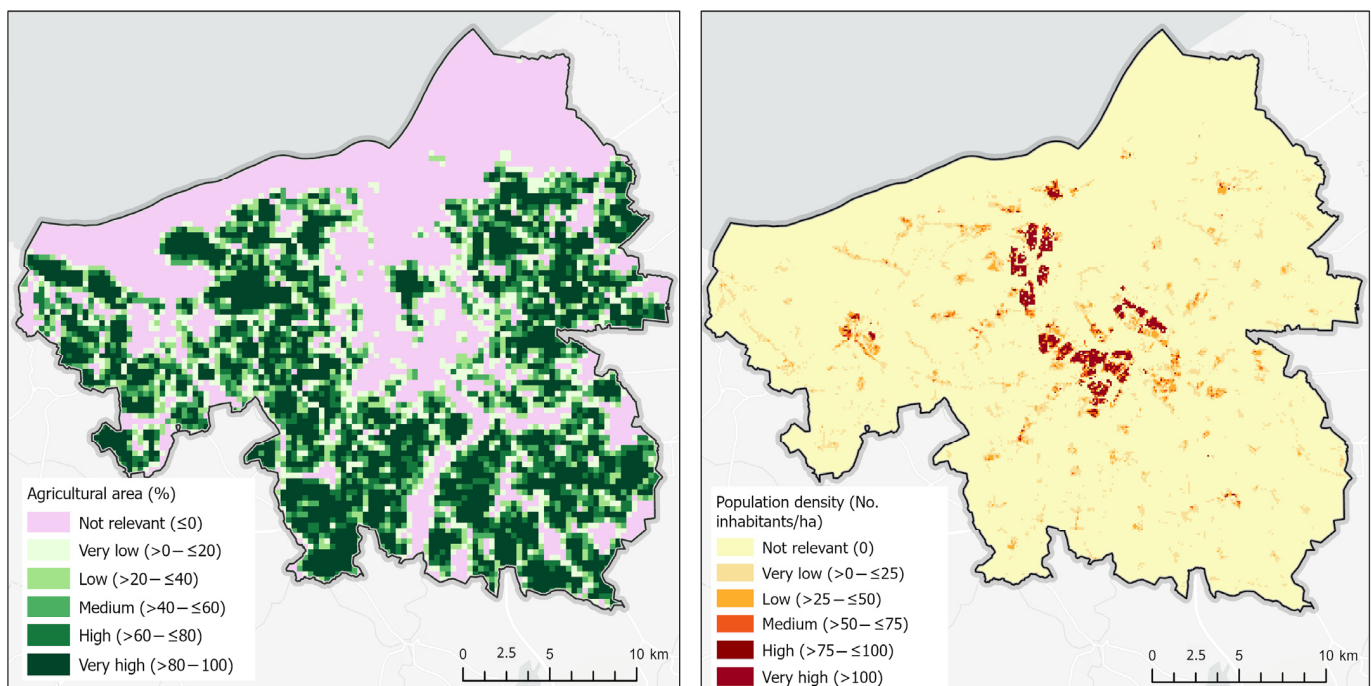 Agricultural area (%)
Not relevant (≤0)
Very low (>0–≤20)
Low (>20–≤40)
Medium (>40–≤60)
High (>60–≤80)
Very high (>80–100)
0 2.5 5 10 km
Population density (No.
inhabitants/ha)
Not relevant (0)
Very low (>0–≤25)
Low (>25–≤50)
Medium (>50–≤75)
High (>75–≤100)
Very high (>100)
0 2.5 5 10 km